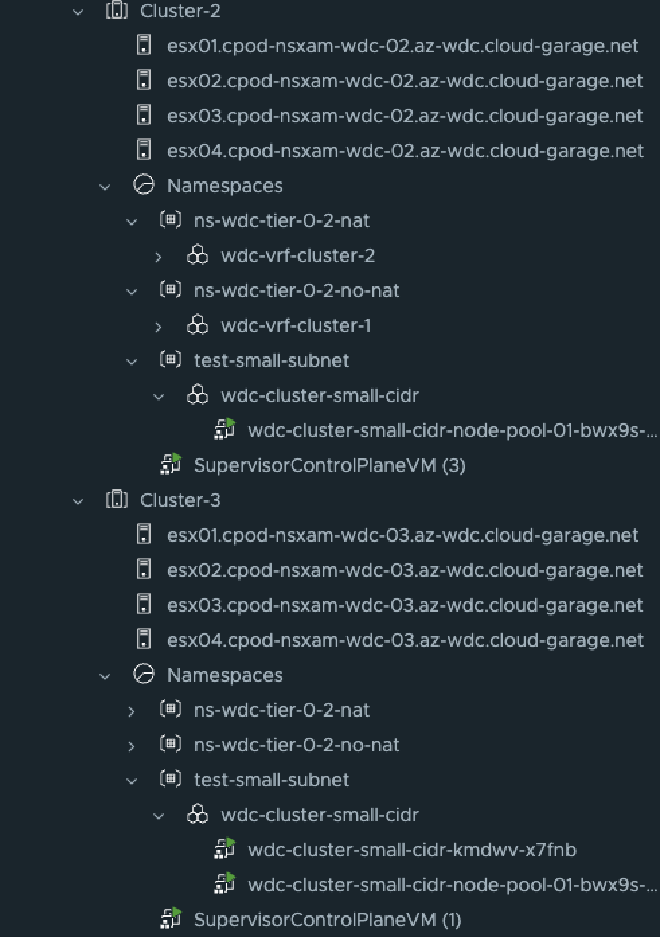 Cluster-2
esx01.cpod-nsxam-wdc-02.az-wdc.cloud-garage.net
esx02.cpod-nsxam-wdc-02.az-wdc.cloud-garage.net
esx03.cpod-nsxam-wdc-02.az-wdc.cloud-garage.net
esx04.cpod-nsxam-wdc-02.az-wdc.cloud-garage.net
Namespaces
ns-wdc-tier-0-2-nat
wdc-vrf-cluster-2
ns-wdc-tier-0-2-no-nat
wdc-vrf-cluster-1
test-small-subnet
wdc-cluster-small-cidr
wdc-cluster-small-cidr-node-pool-01-bwx9s-...
SupervisorControlPlaneVM (3)
Cluster-3
esx01.cpod-nsxam-wdc-03.az-wdc.cloud-garage.net
esx02.cpod-nsxam-wdc-03.az-wdc.cloud-garage.net
esx03.cpod-nsxam-wdc-03.az-wdc.cloud-garage.net
esx04.cpod-nsxam-wdc-03.az-wdc.cloud-garage.net
Namespaces
ns-wdc-tier-0-2-nat
ns-wdc-tier-0-2-no-nat
test-small-subnet
wdc-cluster-small-cidr
wdc-cluster-small-cidr-kmdwv-x7fnb
wdc-cluster-small-cidr-node-pool-01-bwx9s-...
SupervisorControlPlaneVM (1)